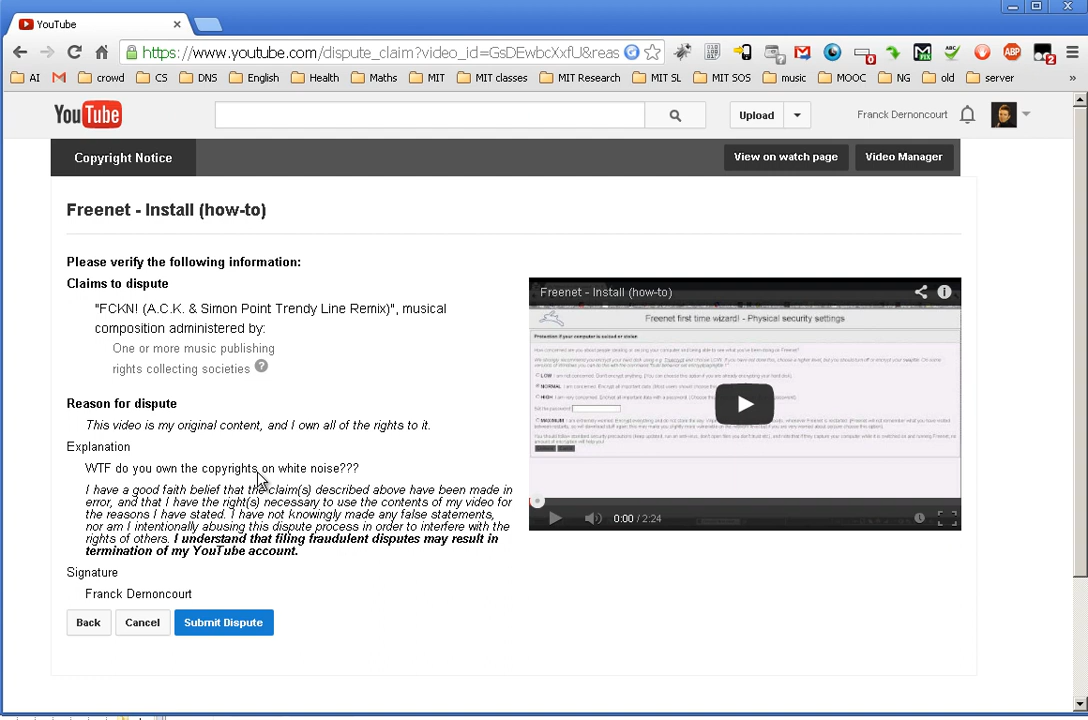 YouTube
https://www.youtube.com/dispute_claim?video_id=GsDEwbcXxfU&reas
AI crowd CS DNS English Health Maths MIT MIT classes MIT Research MIT SL MIT SOS music MOOC NG old server »
YouTube Upload Franck Dernoncourt
Copyright Notice View on watch page Video Manager
Freenet - Install (how-to)
Please verify the following information:
Claims to dispute
"FCKN! (A.C.K. & Simon Point Trendy Line Remix)", musical
composition administered by:
One or more music publishing
rights collecting societies ?
Reason for dispute
This video is my original content, and I own all of the rights to it.
Explanation
WTF do you own the copyrights on white noise???
I have a good faith belief that the claim(s) described above have been made in
error, and that I have the right(s) necessary to use the contents of my video for
the reasons I have stated. I have not knowingly made any false statements,
nor am I intentionally abusing this dispute process in order to interfere with the
rights of others. I understand that filing fraudulent disputes may result in
termination of my YouTube account.
Signature
Franck Dernoncourt
Back Cancel Submit Dispute
Freenet - Install (how-to)
Freenet first time wizard! - Physical security settings
Protection if your computer is seized or stolen
0:00 / 2:24